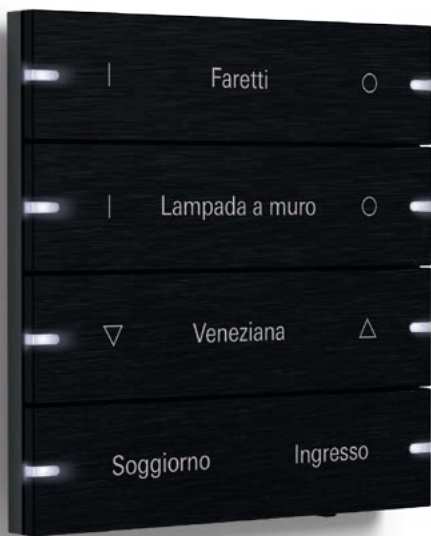 | Faretti ○
| Lampada a muro ○
▽ Veneziana △
Soggiorno Ingresso